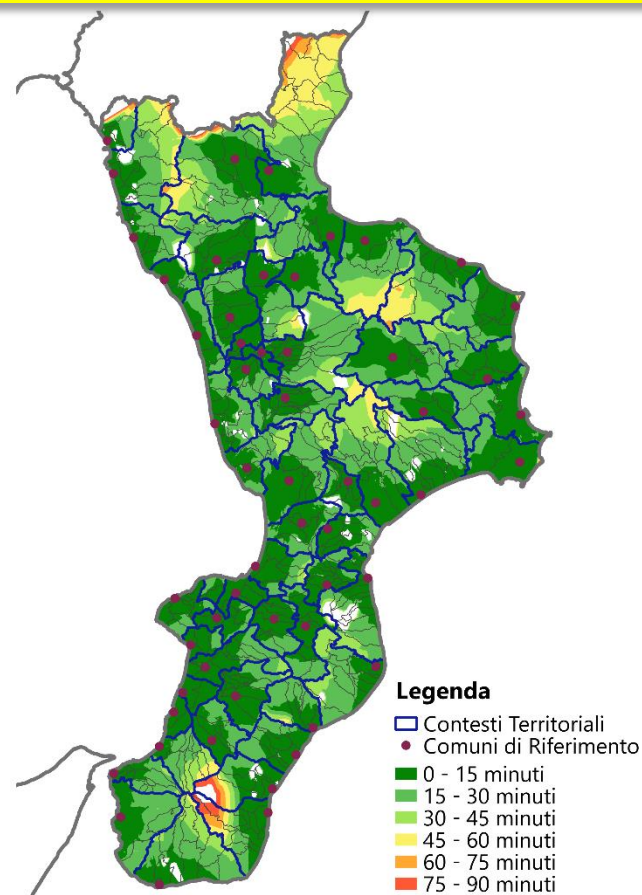 Legenda
Contesti Territoriali
Comuni di Riferimento
0 - 15 minuti
15 - 30 minuti
30 - 45 minuti
45 - 60 minuti
60 - 75 minuti
75 - 90 minuti